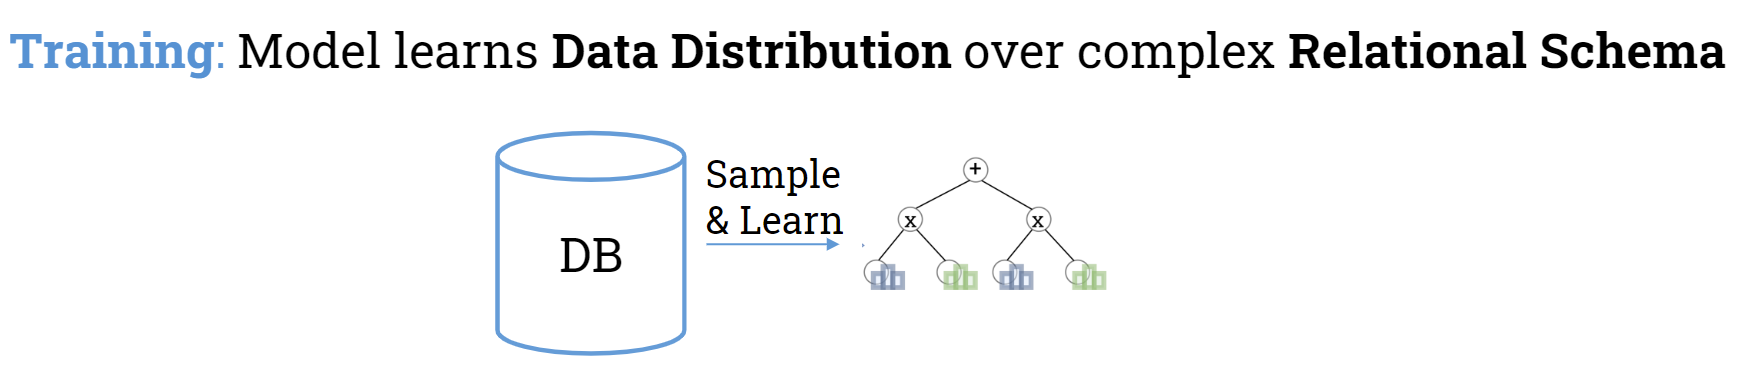 Training: Model learns Data Distribution over complex Relational Schema
DB
Sample
& Learn
+
x
x